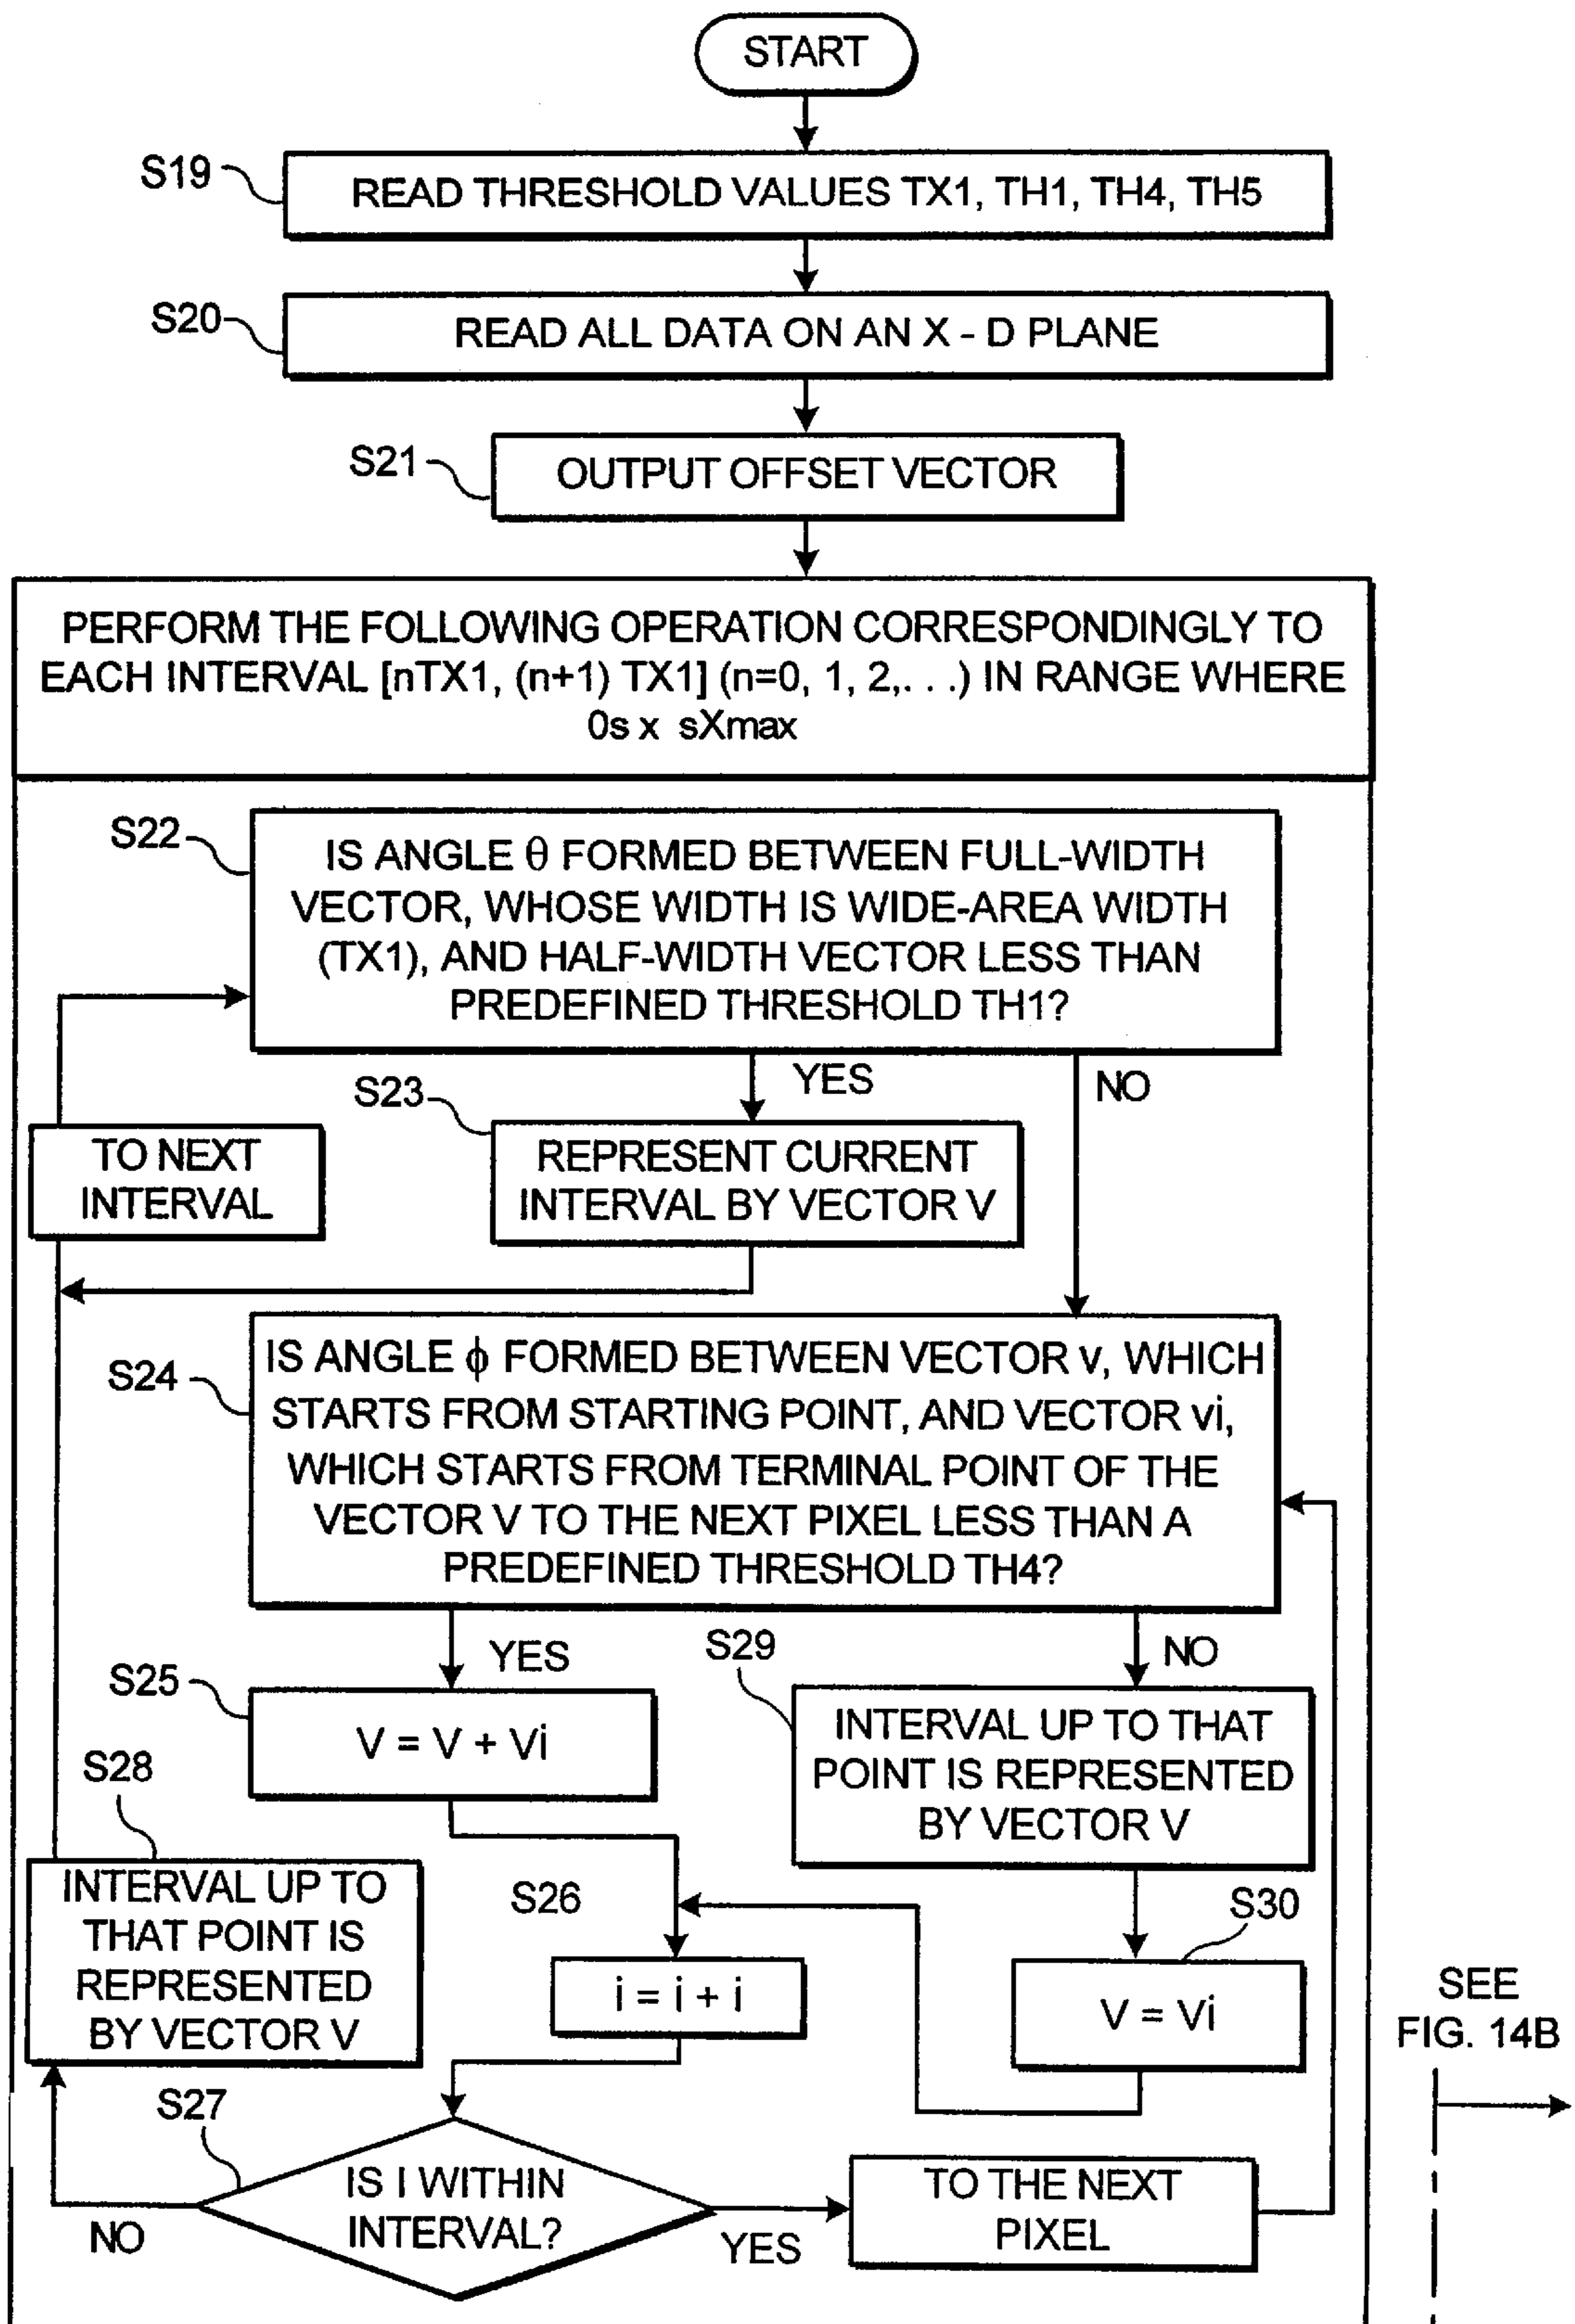 START
S19
READ THRESHOLD VALUES TX1, TH1, TH4, TH5
S20
READ ALL DATA ON AN X - D PLANE
S21
OUTPUT OFFSET VECTOR
PERFORM THE FOLLOWING OPERATION CORRESPONDINGLY TO
EACH INTERVAL [nTX1, (n+1) TX1] (n=0, 1, 2,. . .) IN RANGE WHERE
0s x sXmax
S22
IS ANGLE θ FORMED BETWEEN FULL-WIDTH
VECTOR, WHOSE WIDTH IS WIDE-AREA WIDTH
(TX1), AND HALF-WIDTH VECTOR LESS THAN
PREDEFINED THRESHOLD TH1?
YES
NO
S23
REPRESENT CURRENT
INTERVAL BY VECTOR V
TO NEXT
INTERVAL
S24
IS ANGLE ϕ FORMED BETWEEN VECTOR v, WHICH
STARTS FROM STARTING POINT, AND VECTOR vi,
WHICH STARTS FROM TERMINAL POINT OF THE
VECTOR V TO THE NEXT PIXEL LESS THAN A
PREDEFINED THRESHOLD TH4?
YES
NO
S25
V = V + Vi
S29
INTERVAL UP TO THAT
POINT IS REPRESENTED
BY VECTOR V
S28
INTERVAL UP TO
THAT POINT IS
REPRESENTED
BY VECTOR V
S26
i = i + i
S30
V = Vi
SEE
FIG. 14B
S27
IS I WITHIN
INTERVAL?
NO
YES
TO THE NEXT
PIXEL